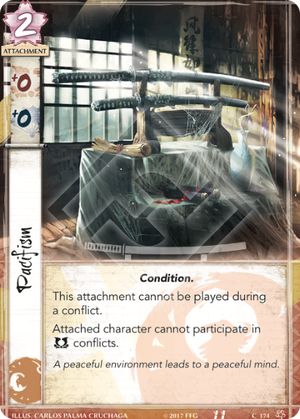 2
ATTACHMENT
+0
+0
Pacifism
Condition.
This attachment cannot be played during
a conflict.
Attached character cannot participate in
conflicts.
A peaceful environment leads to a peaceful mind.
ILLUS. CARLOS PALMA CRUCHAGA
© 2017 FFG
C 174